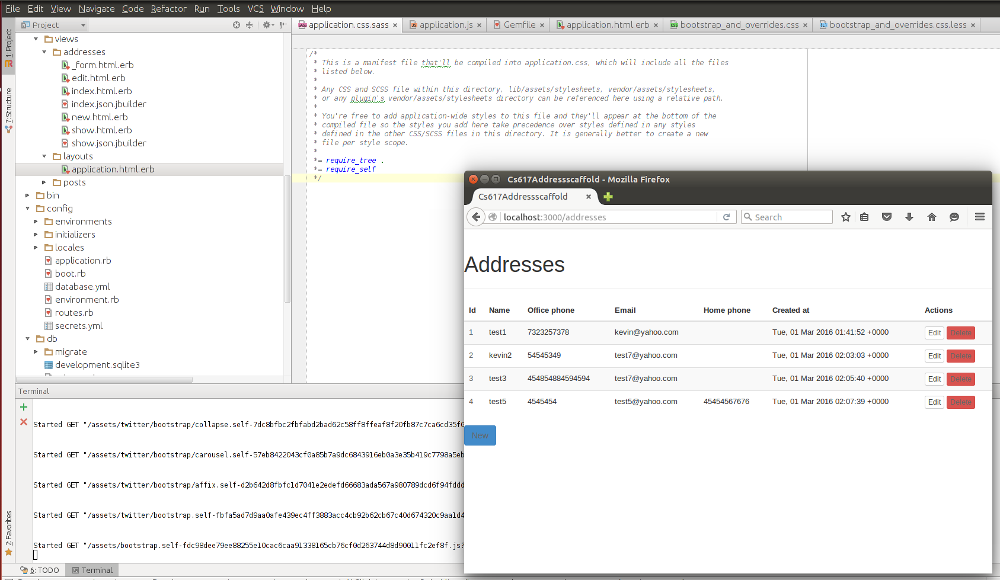 File Edit View Navigate Code Refactor Run Tools VCS Window Help
Project
application.css.sass
application.js
Gemfile
application.html.erb
bootstrap_and_overrides.css
bootstrap_and_overrides.css.less
1: Project
7: Structure
2: Favorites
views
addresses
_form.html.erb
edit.html.erb
index.html.erb
index.json.jbuilder
new.html.erb
show.html.erb
show.json.jbuilder
layouts
application.html.erb
posts
bin
config
environments
initializers
locales
application.rb
boot.rb
database.yml
environment.rb
routes.rb
secrets.yml
db
migrate
development.sqlite3
/*
* This is a manifest file that'll be compiled into application.css, which will include all the files
* listed below.
*
* Any CSS and SCSS file within this directory, lib/assets/stylesheets, vendor/assets/stylesheets,
* or any plugin's vendor/assets/stylesheets directory can be referenced here using a relative path.
*
* You're free to add application-wide styles to this file and they'll appear at the bottom of the
* compiled file so the styles you add here take precedence over styles defined in any styles
* defined in the other CSS/SCSS files in this directory. It is generally better to create a new
* file per style scope.
*
*= require_tree .
*= require_self
*/
Cs617Addressscaffold - Mozilla Firefox
Cs617Addressscaffold
localhost:3000/addresses
Search
Addresses
Id Name Office phone Email Home phone Created at Actions
1 test1 7323257378 kevin@yahoo.com Tue, 01 Mar 2016 01:41:52 +0000 Edit Delete
2 kevin2 54545349 test7@yahoo.com Tue, 01 Mar 2016 02:03:03 +0000 Edit Delete
3 test3 454854884594594 test7@yahoo.com Tue, 01 Mar 2016 02:05:40 +0000 Edit Delete
4 test5 4545454 test5@yahoo.com 45454567676 Tue, 01 Mar 2016 02:07:39 +0000 Edit Delete
New
Terminal
Started GET "/assets/twitter/bootstrap/collapse.self-7dc8bfbc2fbfabd2bad62c58ff8ffeaf8f20fb87c7ca6cd35f0
Started GET "/assets/twitter/bootstrap/carousel.self-57eb8422043cf0a85b7a9dc6843916eb0a3e35b419c7798a5eb
Started GET "/assets/twitter/bootstrap/affix.self-d2b642d8fbfc1d7041e2edefd66683ada567a980789dcd6f94fddd
Started GET "/assets/twitter/bootstrap.self-fbfa5ad7d9aa0afe439ec4ff3883acc4cb92b62cb67c40d674320c9aa1d4
Started GET "/assets/bootstrap.self-fdc98dee79ee88255e10cac6caa91338165cb76cf0d263744d8d90011fc2ef8f.js?
6: TODO
Terminal